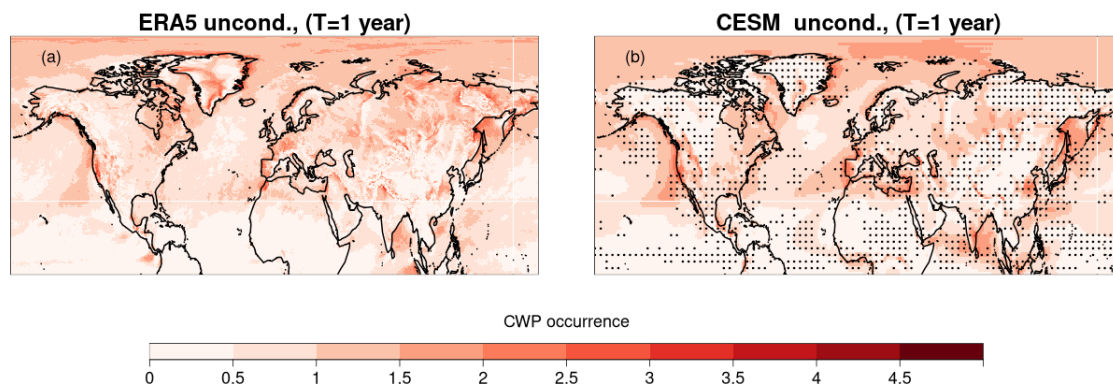 ERA5 uncond., (T=1 year)
CESM  uncond., (T=1 year)
(a)
(b)
CWP occurrence
0 0.5 1 1.5 2 2.5 3 3.5 4 4.5